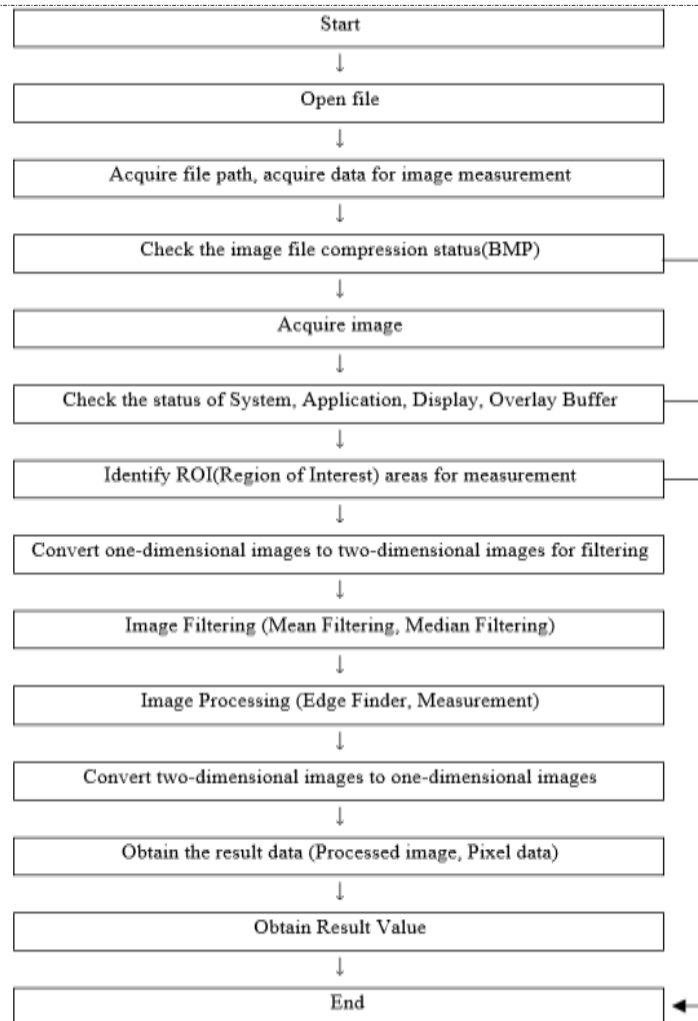 Start
↓
Open file
↓
Acquire file path, acquire data for image measurement
↓
Check the image file compression status(BMP)
↓
Acquire image
↓
Check the status of System, Application, Display, Overlay Buffer
↓
Identify ROI(Region of Interest) areas for measurement
↓
Convert one-dimensional images to two-dimensional images for filtering
↓
Image Filtering (Mean Filtering, Median Filtering)
↓
Image Processing (Edge Finder, Measurement)
↓
Convert two-dimensional images to one-dimensional images
↓
Obtain the result data (Processed image, Pixel data)
↓
Obtain Result Value
↓
End